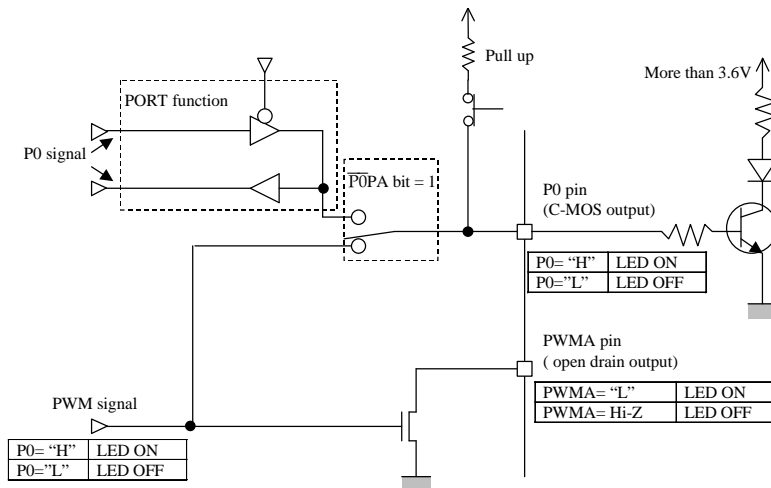 Pull up
More than 3.6V
PORT function
P0 signal
P0PA bit = 1
P0 pin
(C-MOS output)
P0= “H” LED ON
P0=”L” LED OFF
PWMA pin
( open drain output)
PWMA= “L” LED ON
PWMA= Hi-Z LED OFF
PWM signal
P0= “H” LED ON
P0=”L” LED OFF